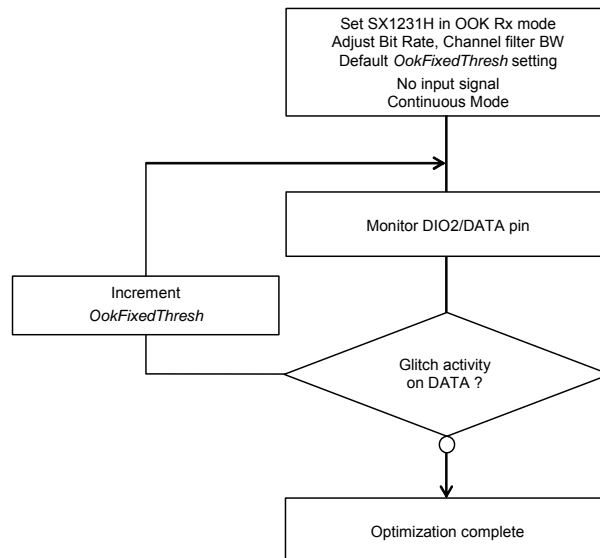 Set SX1231H in OOK Rx mode
Adjust Bit Rate, Channel filter BW
Default OokFixedThresh setting
No input signal
Continuous Mode
Monitor DIO2/DATA pin
Increment
OokFixedThresh
Glitch activity
on DATA ?
Optimization complete